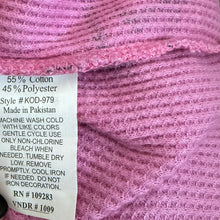 55% Cotton
45% Polyester
Style # KOD-979
Made in Pakistan
MACHINE WASH COLD
WITH LIKE COLORS
GENTLE CYCLE USE
ONLY NON-CHLORINE
BLEACH WHEN
NEEDED. TUMBLE DRY
LOW. REMOVE
PROMPTLY. COOL IRON
IF NEEDED. DO NOT
IRON DECORATION.
RN # 109283
VNDR # 1009